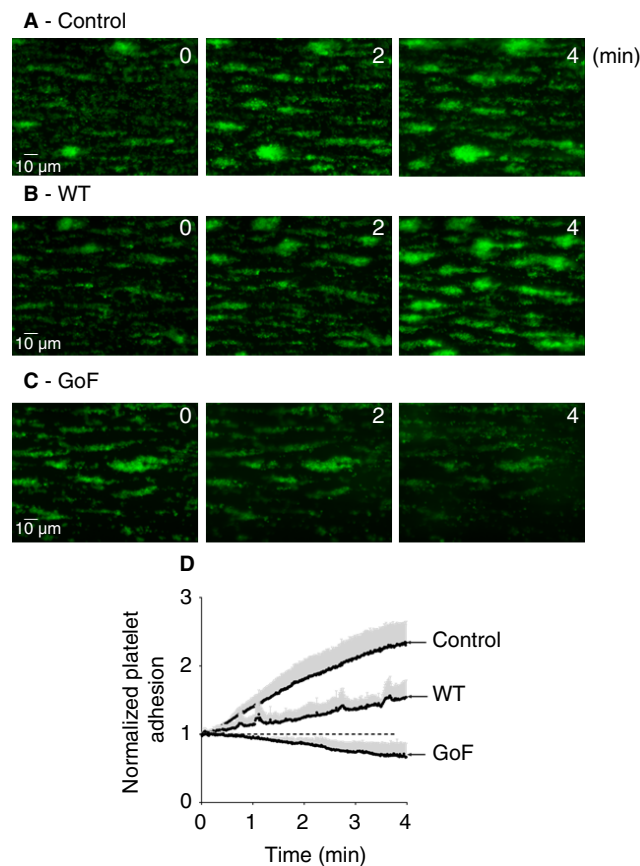 A - Control
0 2 4 (min)
10 µm
B - WT
0 2 4
10 µm
C - GoF
0 2 4
10 µm
D
Normalized platelet
adhesion
3
2
1
0
Control
WT
GoF
0 1 2 3 4
Time (min)